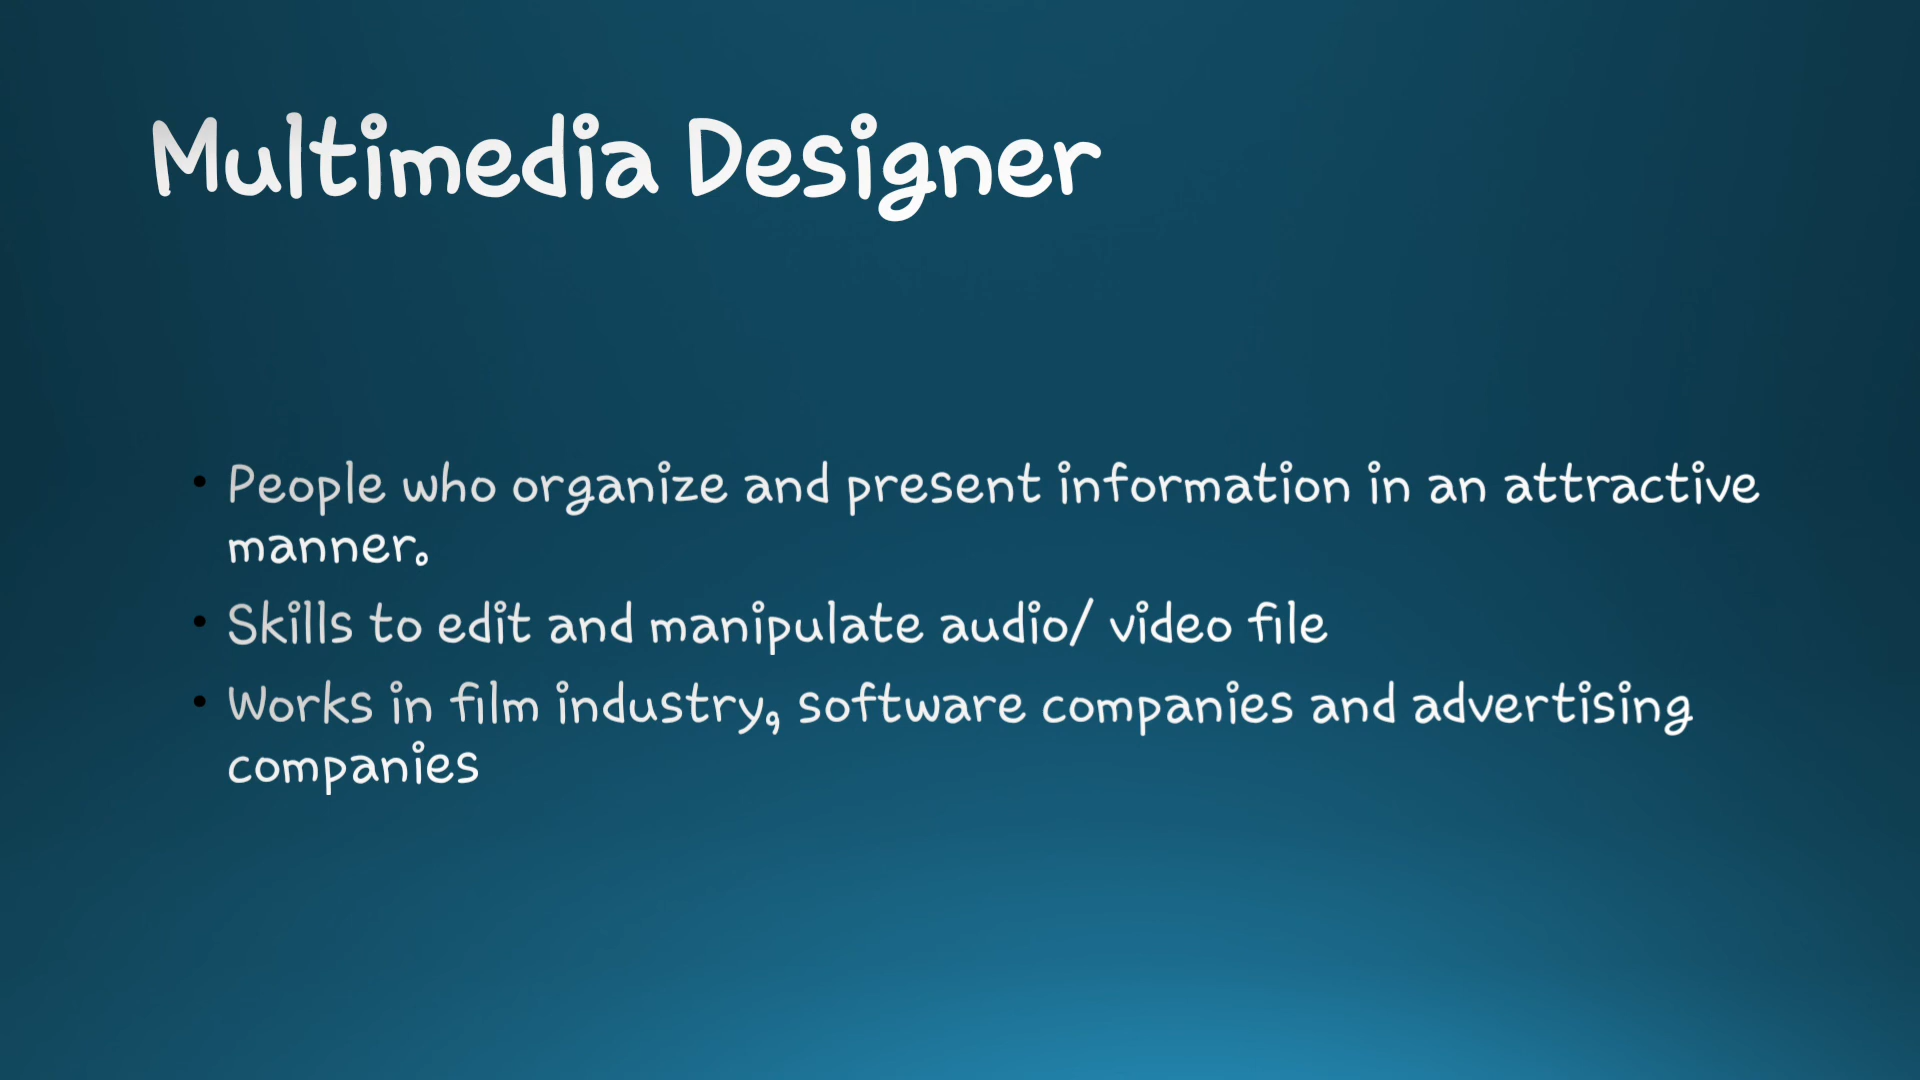 Multimedia Designer
• People who organize and present information in an attractive
manner.
• Skills to edit and manipulate audio/ video file
• Works in film industry, software companies and advertising
companies